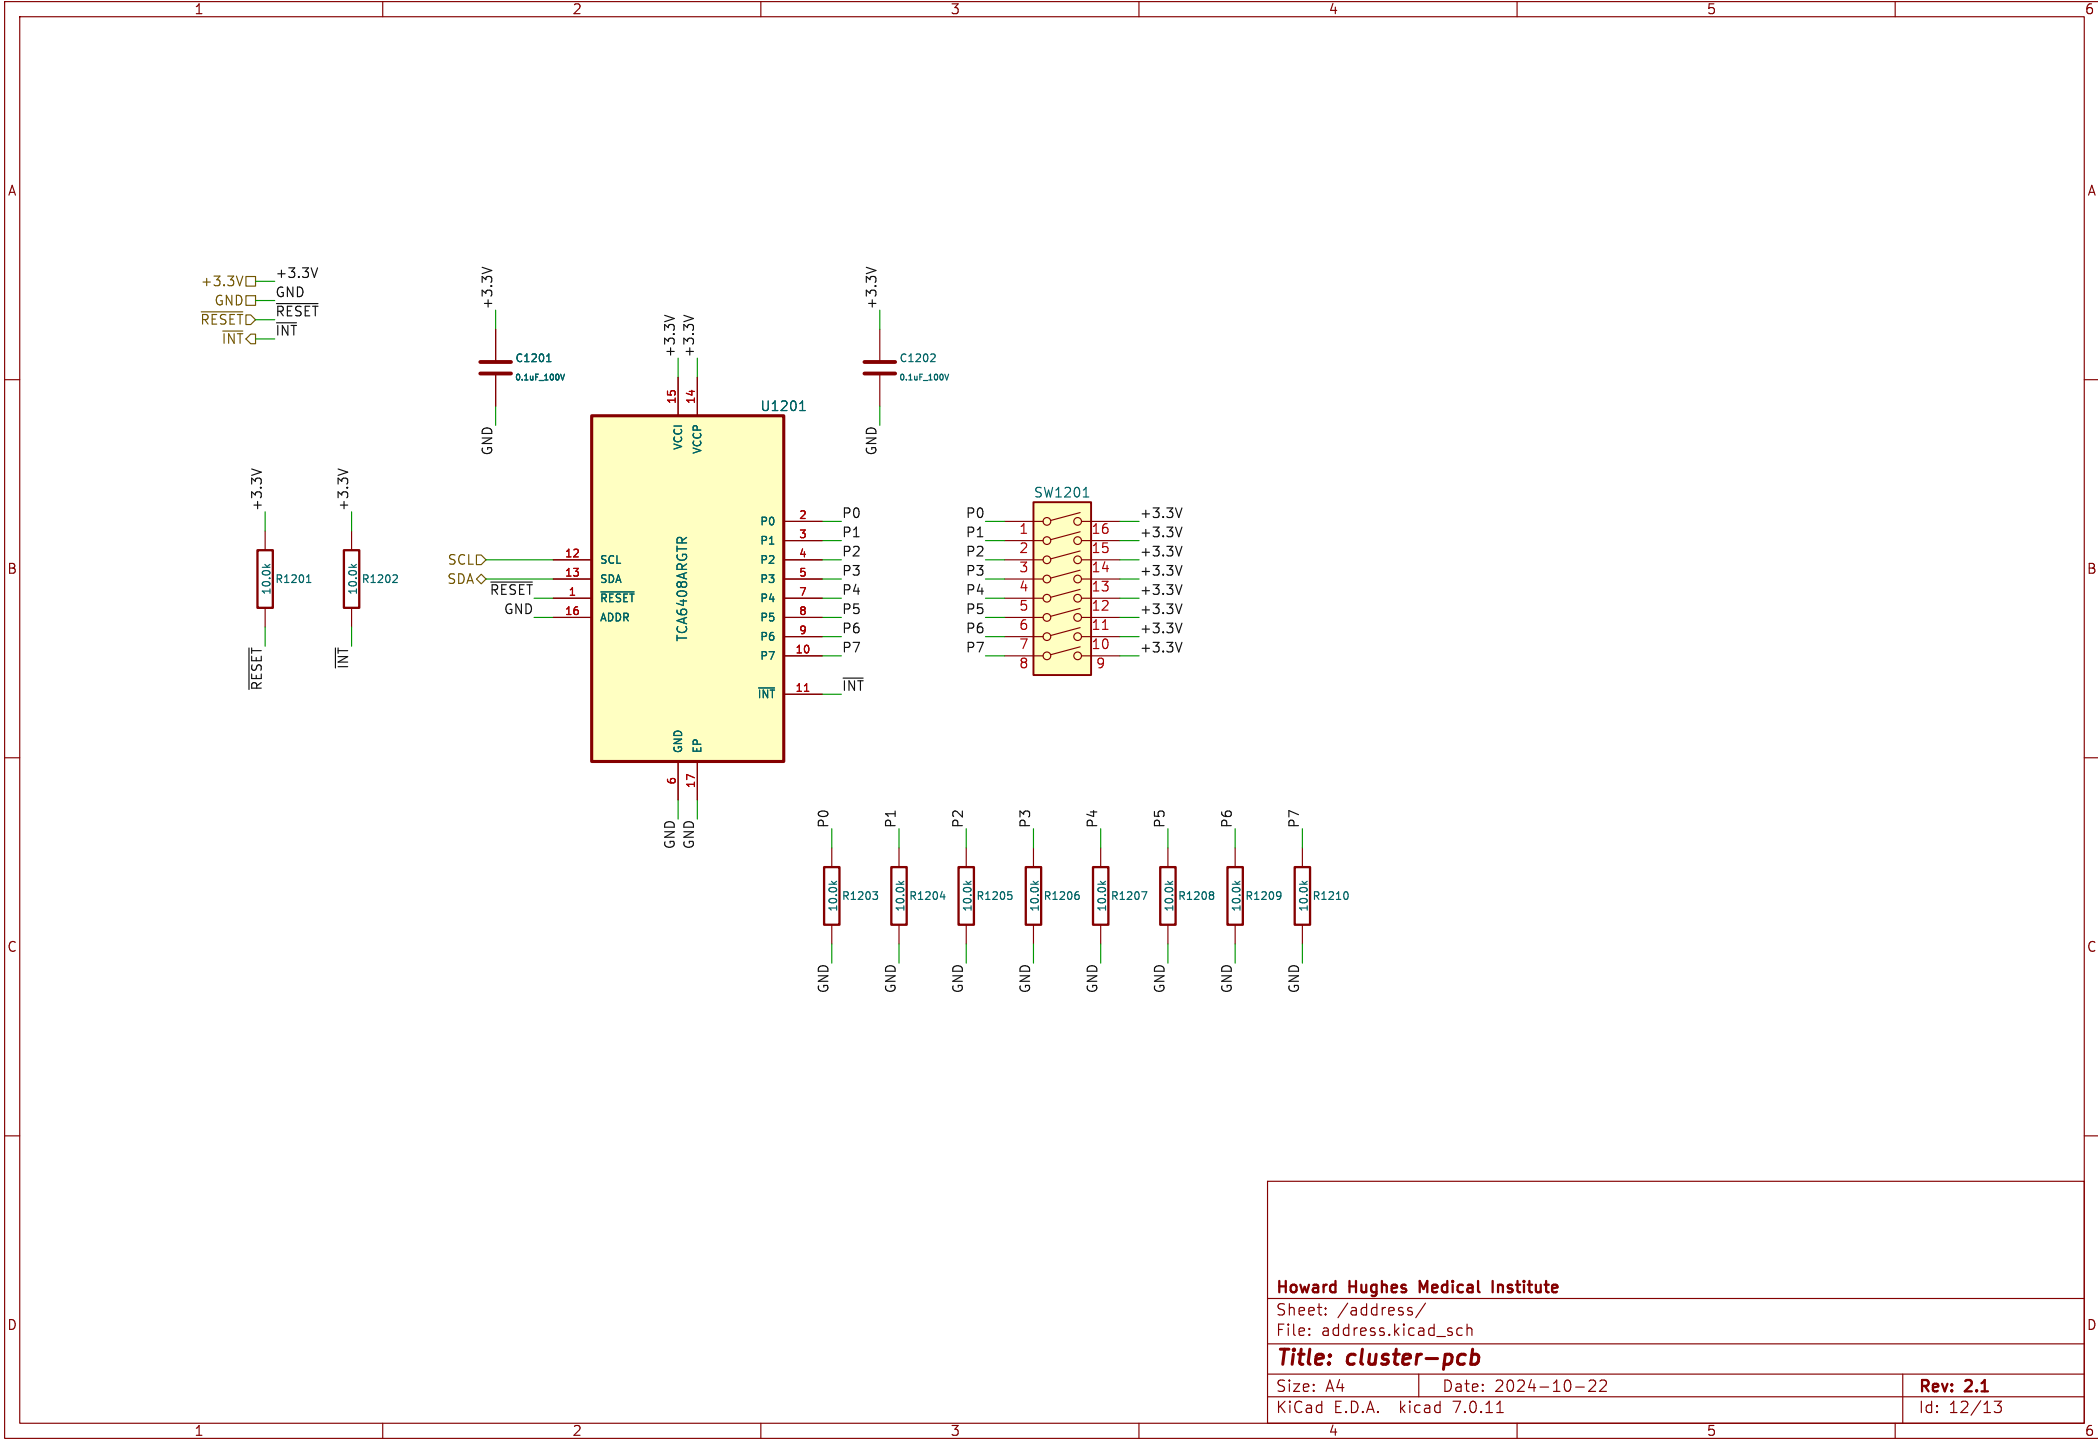 1 2 3 4 5 6
A A
+3.3V +3.3V
GND GND
RESET RESET
INT INT
+3.3V +3.3V
+3.3V +3.3V
C1201 C1202
0.1uF_100V 0.1uF_100V
15 14
U1201
GND GND
VCCI VCCP
+3.3V +3.3V
SW1201
P0 2 P0 P0 1 16 +3.3V
P1 3 P1 P1 2 15 +3.3V
SCL 12 SCL P2 4 P2 P2 3 14 +3.3V
B B
10.0k R1201 10.0k R1202
SDA 13 SDA P3 5 P3 P3 4 13 +3.3V
RESET 1 RESET P4 7 P4 P4 5 12 +3.3V
GND 16 ADDR P5 8 P5 P5 6 11 +3.3V
TCA6408ARGTR
P6 9 P6 P6 7 10 +3.3V
P7 10 P7 P7 8 9 +3.3V
RESET INT
INT 11 INT
GND EP
6 17
GND GND
P0 P1 P2 P3 P4 P5 P6 P7
10.0k R1203 10.0k R1204 10.0k R1205 10.0k R1206 10.0k R1207 10.0k R1208 10.0k R1209 10.0k R1210
C C
GND GND GND GND GND GND GND GND
Howard Hughes Medical Institute
Sheet: /address/
D D
File: address.kicad_sch
Title: cluster-pcb
Size: A4 Date: 2024-10-22 Rev: 2.1
KiCad E.D.A. kicad 7.0.11 Id: 12/13
1 2 3 4 5 6